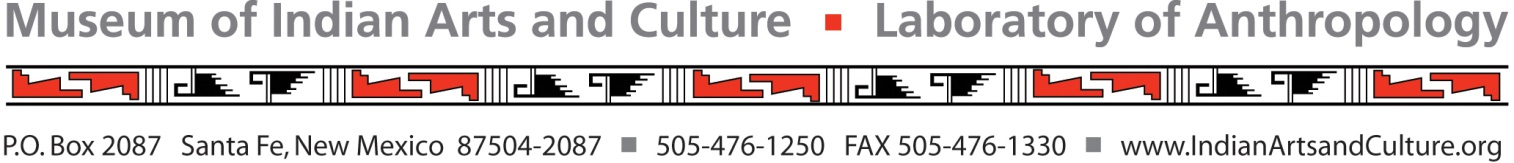 Museum of Indian Arts and Culture ■ Laboratory of Anthropology
P.O. Box 2087 Santa Fe, New Mexico 87504-2087 ■ 505-476-1250 FAX 505-476-1330 ■ www.IndianArtsandCulture.org